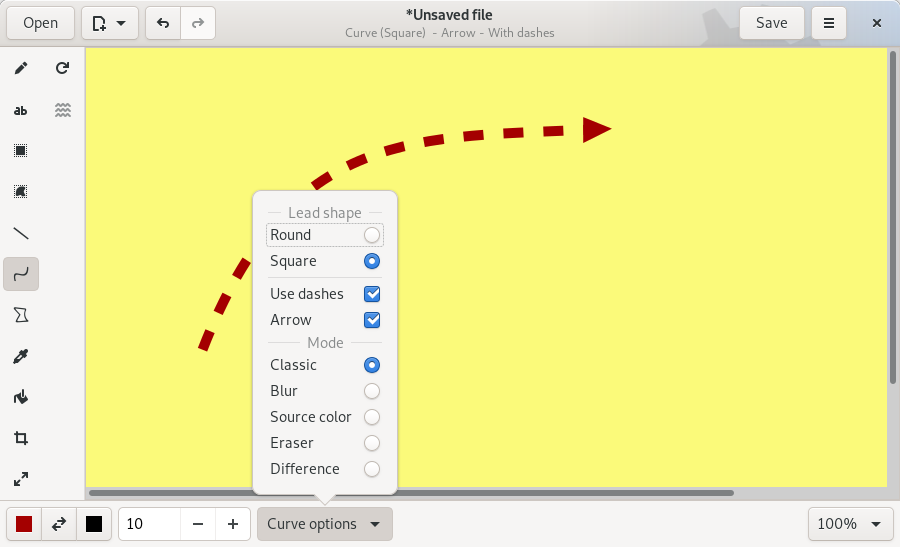 Open
*Unsaved file
Curve (Square)  - Arrow - With dashes
Save
ab
Lead shape
Round
Square
Use dashes
Arrow
Mode
Classic
Blur
Source color
Eraser
Difference
10
Curve options
100%